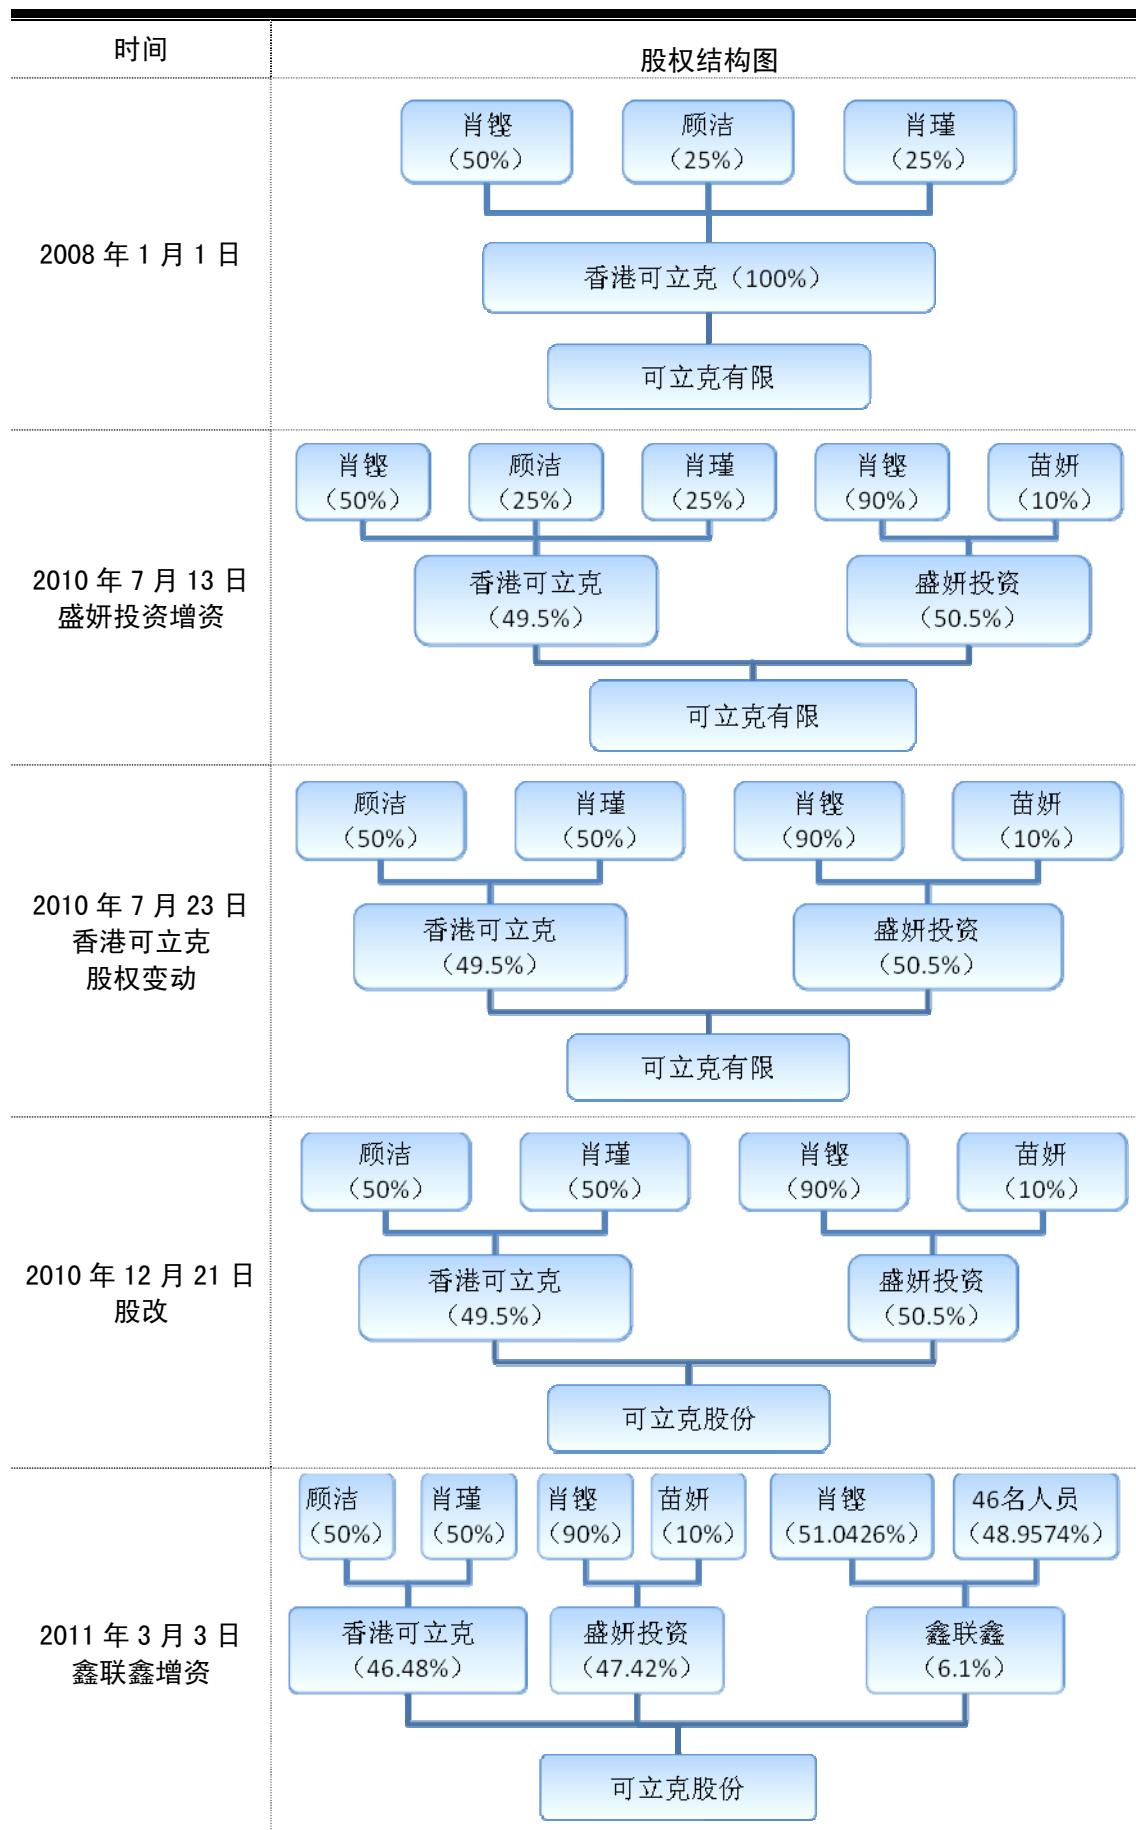 时间
股权结构图
2008 年 1 月 1 日
肖铿
（50%）
顾洁
（25%）
肖瑾
（25%）
香港可立克（100%）
可立克有限
2010 年 7 月 13 日
盛妍投资增资
肖铿
（50%）
顾洁
（25%）
肖瑾
（25%）
肖铿
（90%）
苗妍
（10%）
香港可立克
（49.5%）
盛妍投资
（50.5%）
可立克有限
2010 年 7 月 23 日
香港可立克
股权变动
顾洁
（50%）
肖瑾
（50%）
肖铿
（90%）
苗妍
（10%）
香港可立克
（49.5%）
盛妍投资
（50.5%）
可立克有限
2010 年 12 月 21 日
股改
顾洁
（50%）
肖瑾
（50%）
肖铿
（90%）
苗妍
（10%）
香港可立克
（49.5%）
盛妍投资
（50.5%）
可立克股份
2011 年 3 月 3 日
鑫联鑫增资
顾洁
（50%）
肖瑾
（50%）
肖铿
（90%）
苗妍
（10%）
肖铿
（51.0426%）
46名人员
（48.9574%）
香港可立克
（46.48%）
盛妍投资
（47.42%）
鑫联鑫
（6.1%）
可立克股份